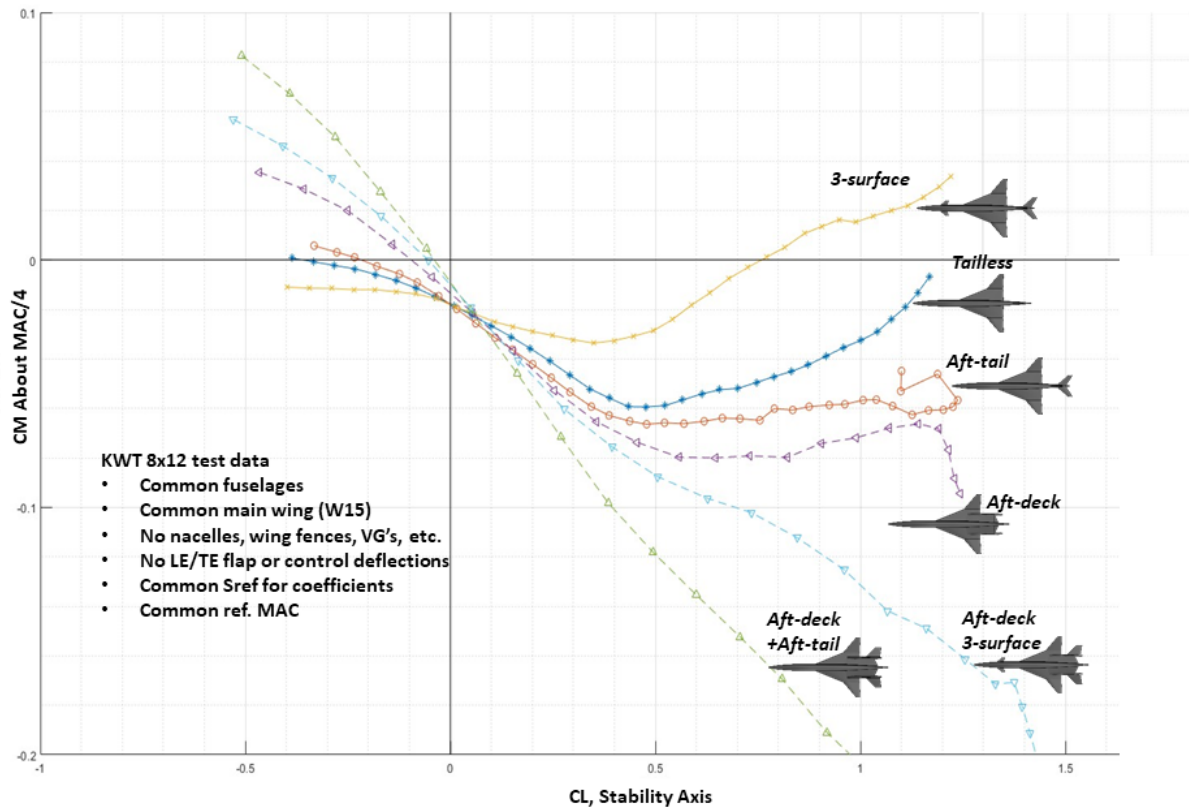 0.1
3-surface
0
Tailless
Aft-tail
CM About MAC/4
KWT 8x12 test data
• Common fuselages
• Common main wing (W15)
• No nacelles, wing fences, VG's, etc.
• No LE/TE flap or control deflections
• Common Sref for coefficients
• Common ref. MAC
-0.1
Aft-deck
Aft-deck
+Aft-tail
Aft-deck
3-surface
-0.2
-1
-0.5
0
0.5
1
1.5
CL, Stability Axis